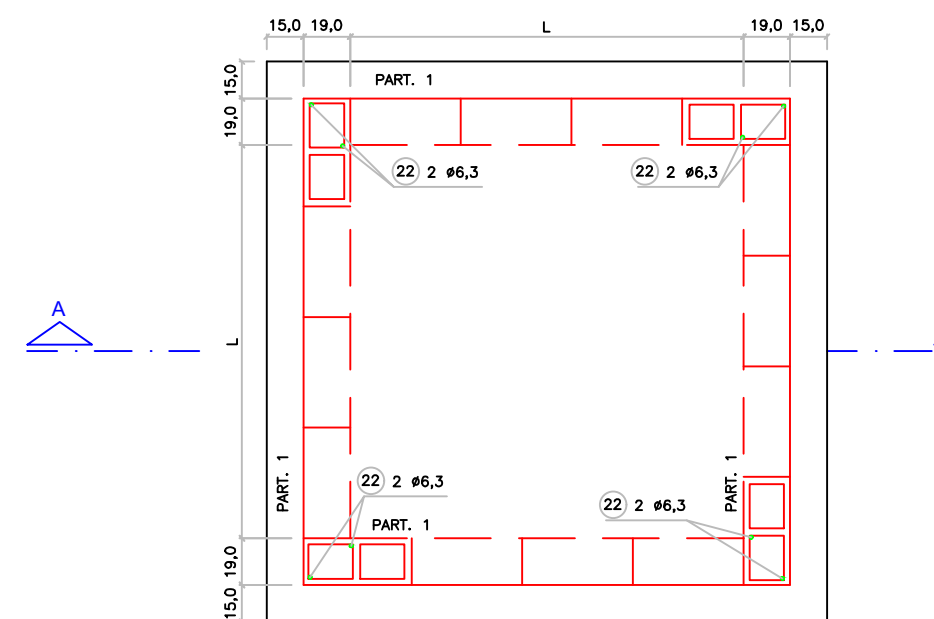 15,0 19,0 L 19,0 15,0
15,0
PART. 1
19,0
22 2 ø6,3
22 2 ø6,3
A
L
PART. 1
PART. 1
22 2 ø6,3
22 2 ø6,3
PART. 1
19,0
15,0